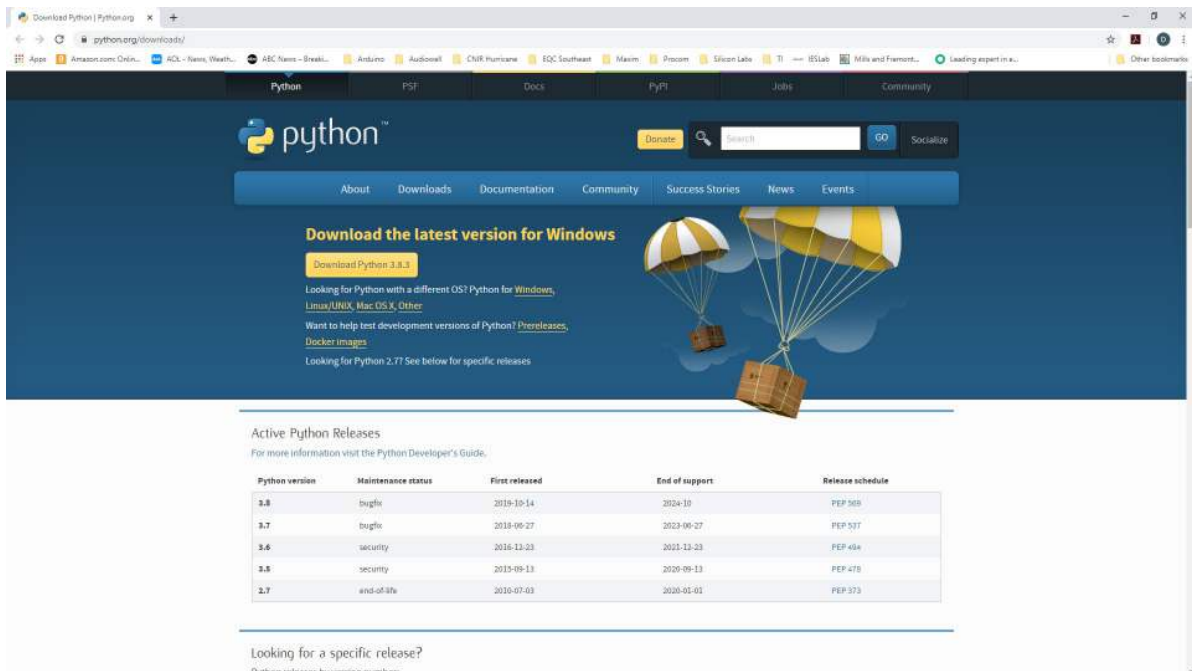 Download Python | Python.org
python.org/downloads/
Apps Amazon.com: Onlin... AOL - News, Weath... ABC News - Breaki... Arduino Audiowell CNIR Hurricane EQC Southeast Maxim Procom Silicon Labs TI IESLab Mills and Fremont... Leading expert in a... Other bookmarks
Python PSF Docs PyPI Jobs Community
python™
Donate Search GO Socialize
About Downloads Documentation Community Success Stories News Events
Download the latest version for Windows
Download Python 3.8.3
Looking for Python with a different OS? Python for Windows,
Linux/UNIX, Mac OS X, Other
Want to help test development versions of Python? Prereleases,
Docker images
Looking for Python 2.7? See below for specific releases
Active Python Releases
For more information visit the Python Developer's Guide.
Python version Maintenance status First released End of support Release schedule
3.8 bugfix 2019-10-14 2024-10 PEP 569
3.7 bugfix 2018-06-27 2023-06-27 PEP 537
3.6 security 2016-12-23 2021-12-23 PEP 494
3.5 security 2015-09-13 2020-09-13 PEP 478
2.7 end-of-life 2010-07-03 2020-01-01 PEP 373
Looking for a specific release?